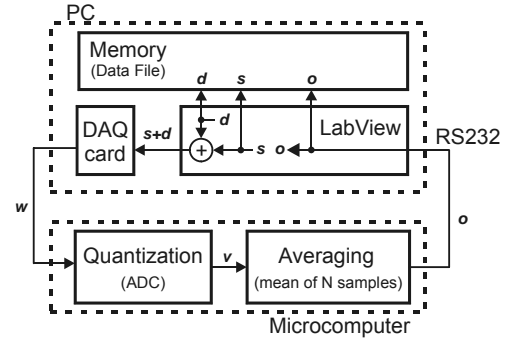 PC
Memory
(Data File)
d s o
DAQ
card
s+d
d
LabView
+
s o
RS232
w
o
Quantization
(ADC)
v
Averaging
(mean of N samples)
Microcomputer